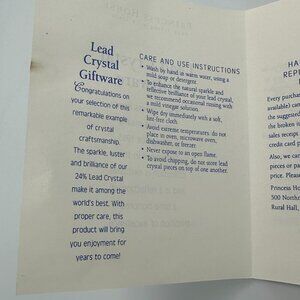 Lead
Crystal
Giftware
Congratulations on
your selection of this
remarkable example
of crystal
craftsmanship.
The sparkle, luster
and brilliance of our
24% Lead Crystal
make it among the
world's best. With
proper care, this
product will bring
you enjoyment for
years to come!
CARE AND USE INSTRUCTIONS
• Wash by hand in warm water, using a
mild soap or detergent.
• To enhance the natural sparkle and
reflective brilliance of your lead crystal,
we recommend occasional rinsing with
a mild vinegar solution.
• Wipe dry immediately with a soft,
lint-free cloth.
• Avoid extreme temperatures: do not
place in oven, microwave oven,
dishwasher, or freezer.
• Never expose to an open flame.
• To avoid chipping, do not store lead
crystal pieces on top of one another.
HA
REPL
Every purcha
can
the suggested
the broken i
sales receipt
credit card p
Also, we can
pieces or pa
price. Pleas
Princess H
500 North
Rural Hall,